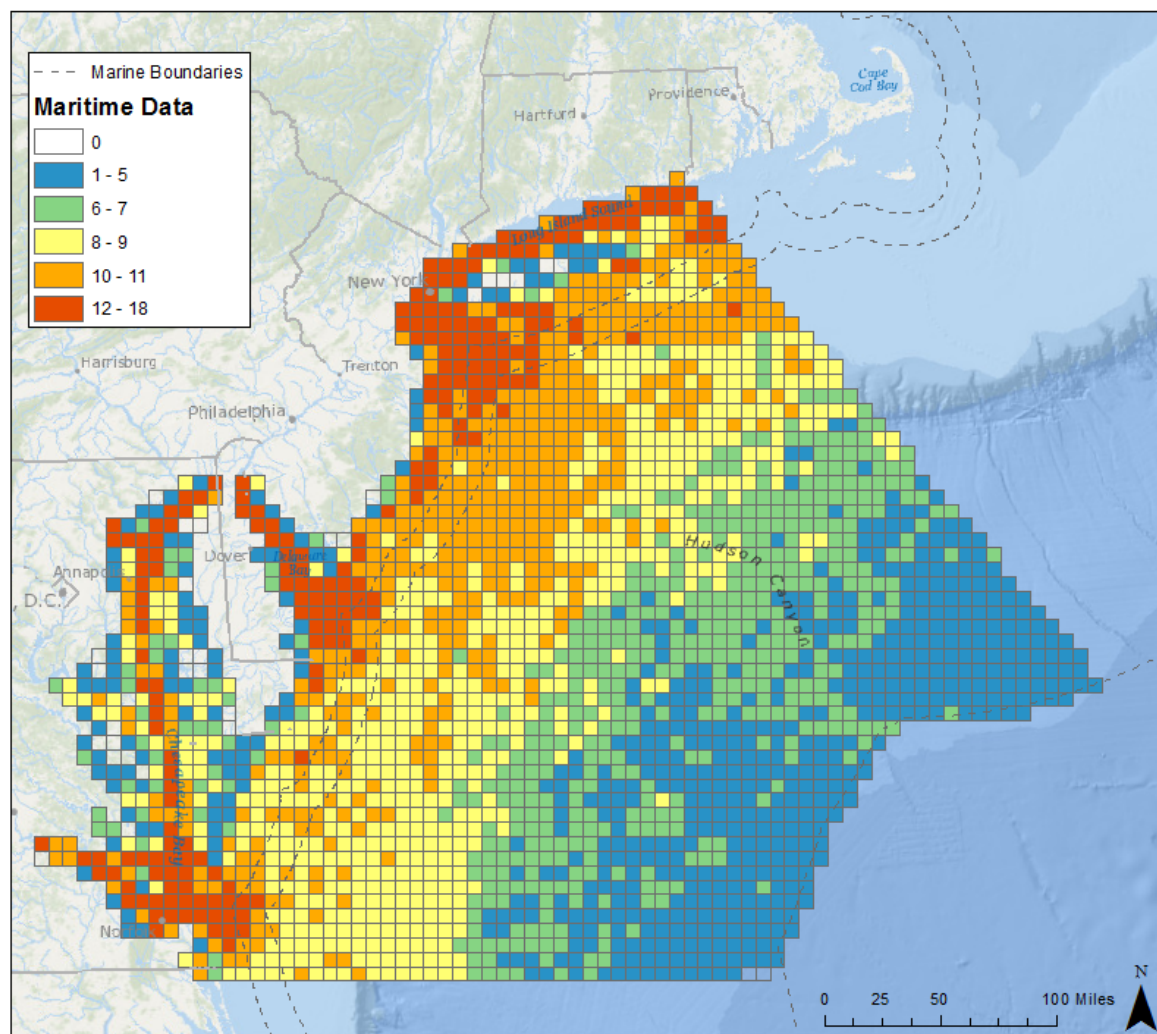 Marine Boundaries
Maritime Data
0
1 - 5
6 - 7
8 - 9
10 - 11
12 - 18
Cape
Cod Bay
Providence
Hartford
Long Island Sound
New York
Harrisburg
Trenton
Philadelphia
Dover
Delaware
Bay
Annapolis
, D.C.
Hudson Canyon
Chesapeake Bay
Norfolk
N
0 25 50 100 Miles